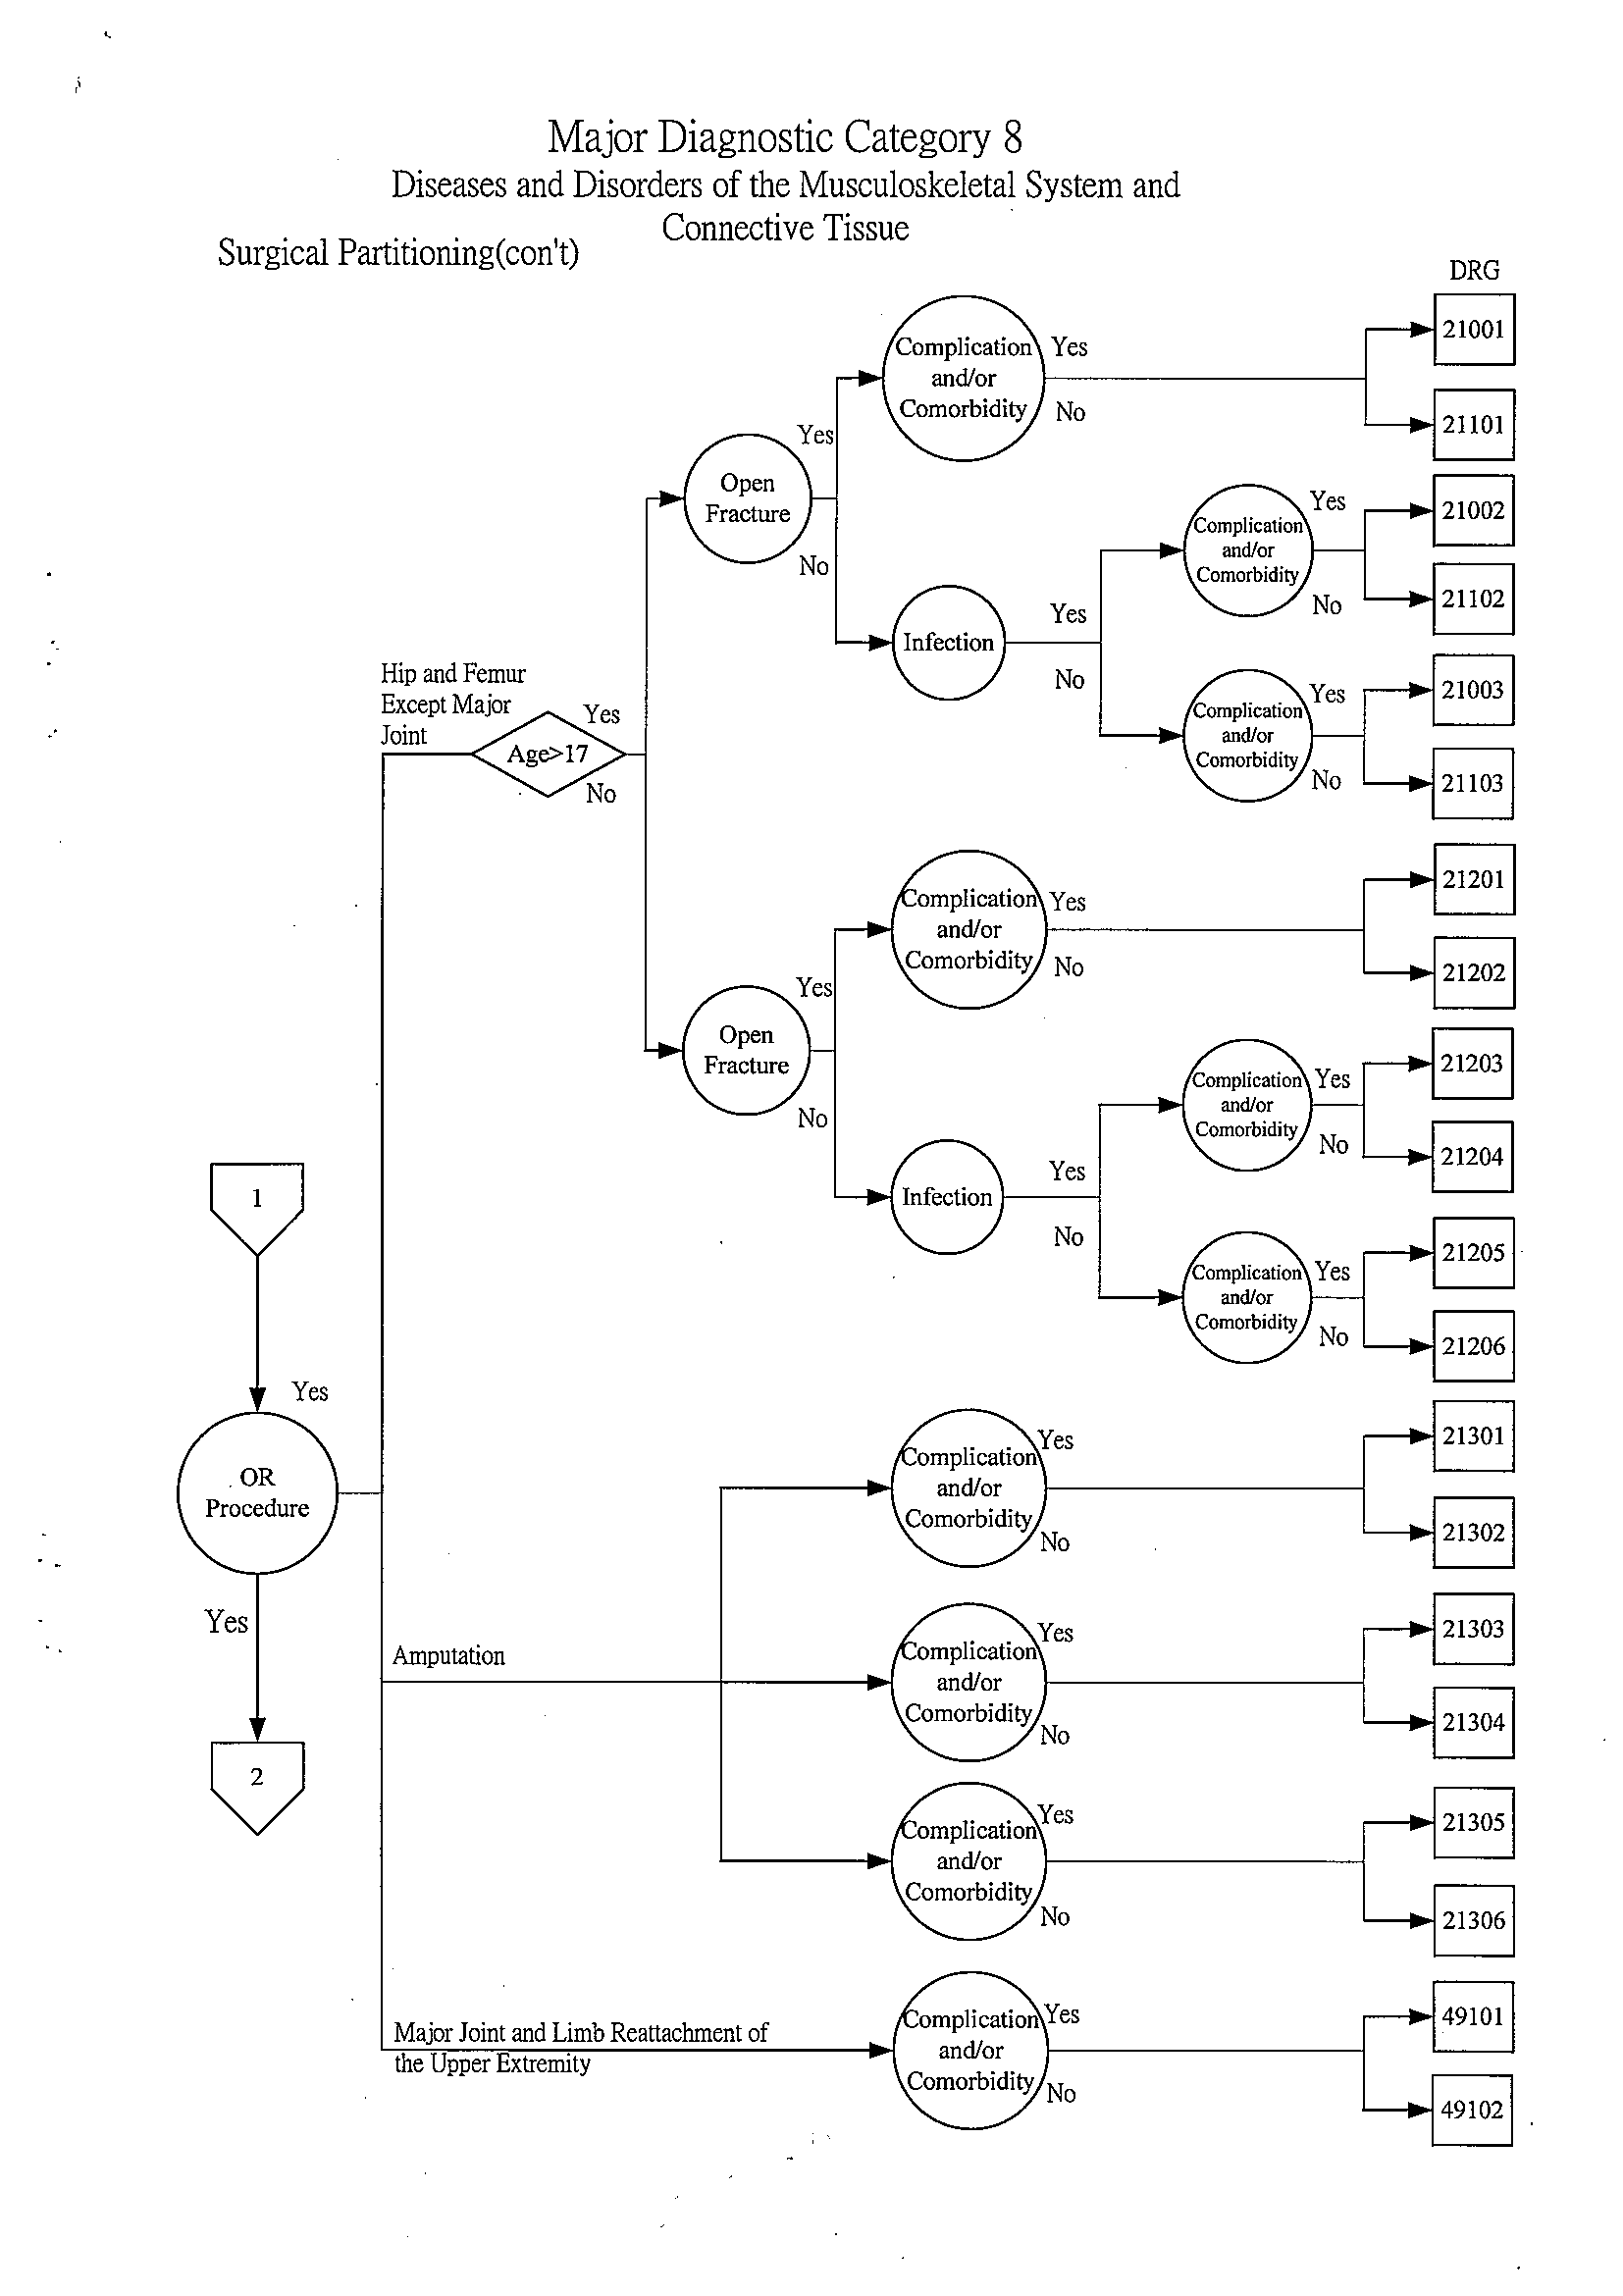 Major Diagnostic Category 8
Diseases and Disorders of the Musculoskeletal System and
Connective Tissue
Surgical Partitioning(con't)
DRG
Complication
and/or
Comorbidity
Yes
No
21001
21101
Open
Fracture
Yes
No
Complication
and/or
Comorbidity
Yes
No
21002
21102
Infection
Yes
No
Hip and Femur
Except Major
Joint
Age>17
Yes
No
Complication
and/or
Comorbidity
Yes
No
21003
21103
Complication
and/or
Comorbidity
Yes
No
21201
21202
Open
Fracture
Yes
No
Complication
and/or
Comorbidity
Yes
No
21203
21204
Infection
Yes
No
Complication
and/or
Comorbidity
Yes
No
21205
21206
1
Yes
OR
Procedure
Yes
2
Complication
and/or
Comorbidity
Yes
No
21301
21302
Amputation
Complication
and/or
Comorbidity
Yes
No
21303
21304
Complication
and/or
Comorbidity
Yes
No
21305
21306
Major Joint and Limb Reattachment of
the Upper Extremity
Complication
and/or
Comorbidity
Yes
No
49101
49102